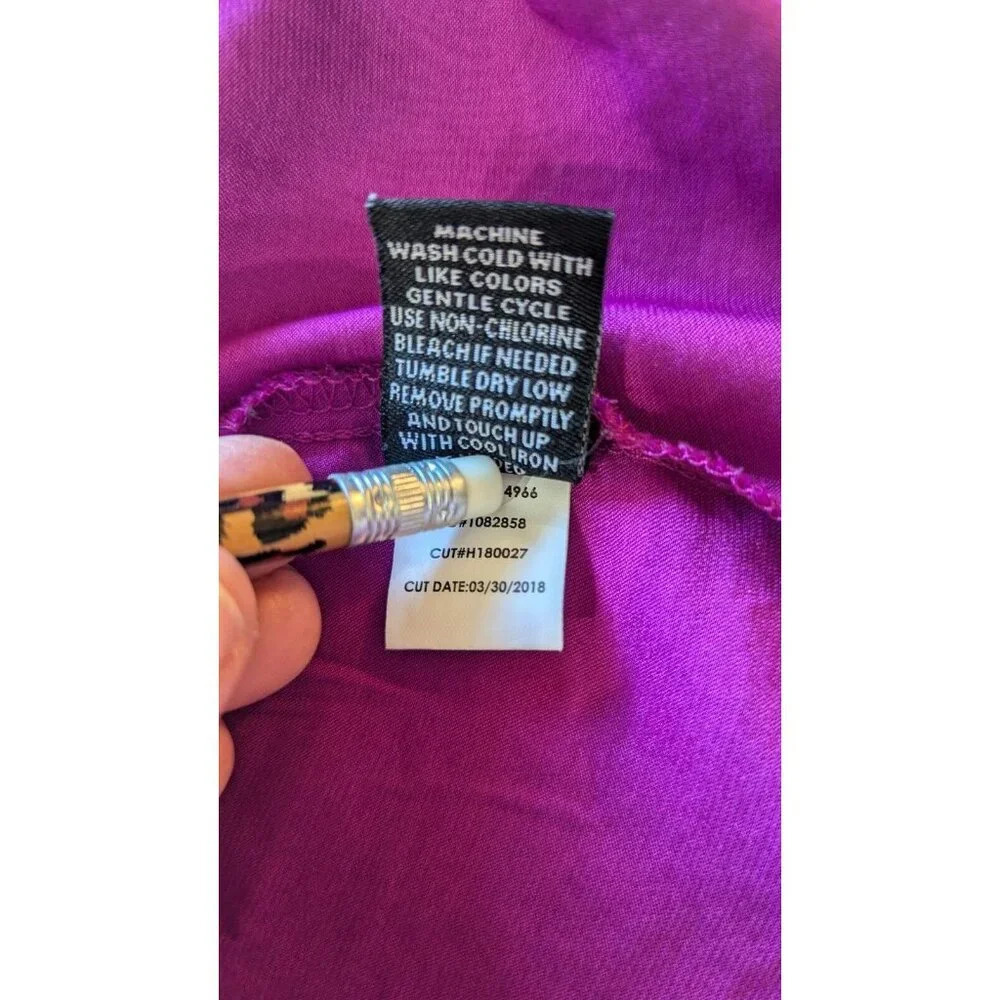 MACHINE
WASH COLD WITH
LIKE COLORS
GENTLE CYCLE
USE NON-CHLORINE
BLEACH IF NEEDED
TUMBLE DRY LOW
REMOVE PROMPTLY
AND TOUCH UP
WITH COOL IRON
4966
#1082858
CUT#H180027
CUT DATE:03/30/2018